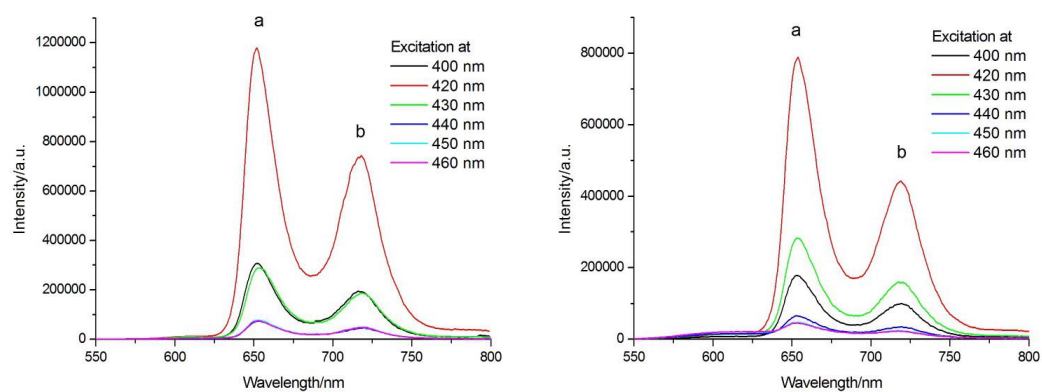 a
b
Excitation at
400 nm
420 nm
430 nm
440 nm
450 nm
460 nm
Intensity/a.u.
1200000
1000000
800000
600000
400000
200000
0
550 600 650 700 750 800
Wavelength/nm
a
b
Excitation at
400 nm
420 nm
430 nm
440 nm
450 nm
460 nm
Intensity/a.u.
800000
600000
400000
200000
0
550 600 650 700 750 800
Wavelength/nm